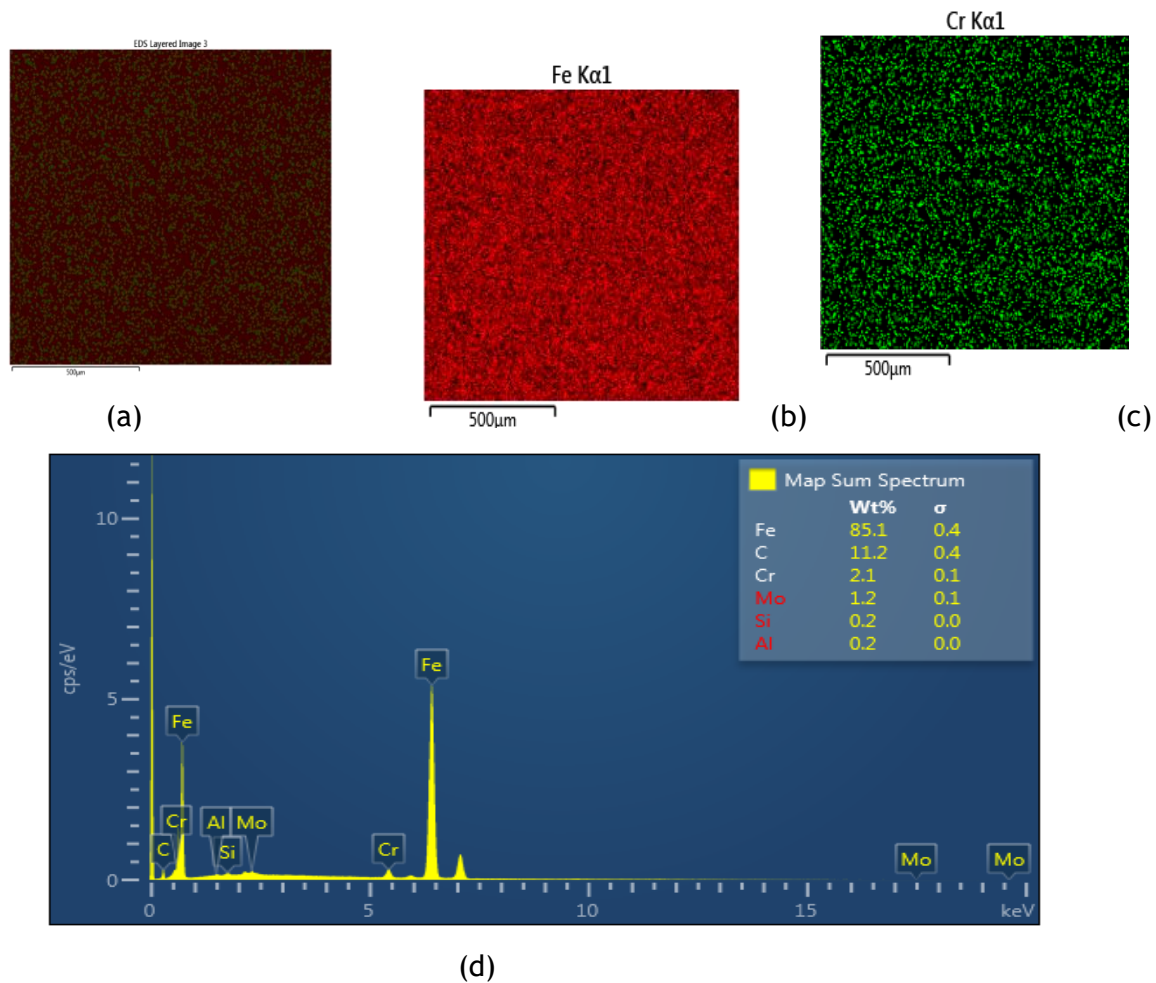 EDS Layered Image 3
500μm
Fe Kα1
500μm
Cr Kα1
500μm
(a)
(b)
(c)
Map Sum Spectrum
Wt% σ
Fe 85.1 0.4
C 11.2 0.4
Cr 2.1 0.1
Mo 1.2 0.1
Si 0.2 0.0
Al 0.2 0.0
cps/eV
10
5
0
Fe
Fe
Cr
Al
Mo
C
Si
Cr
Mo
Mo
0 5 10 15 keV
(d)